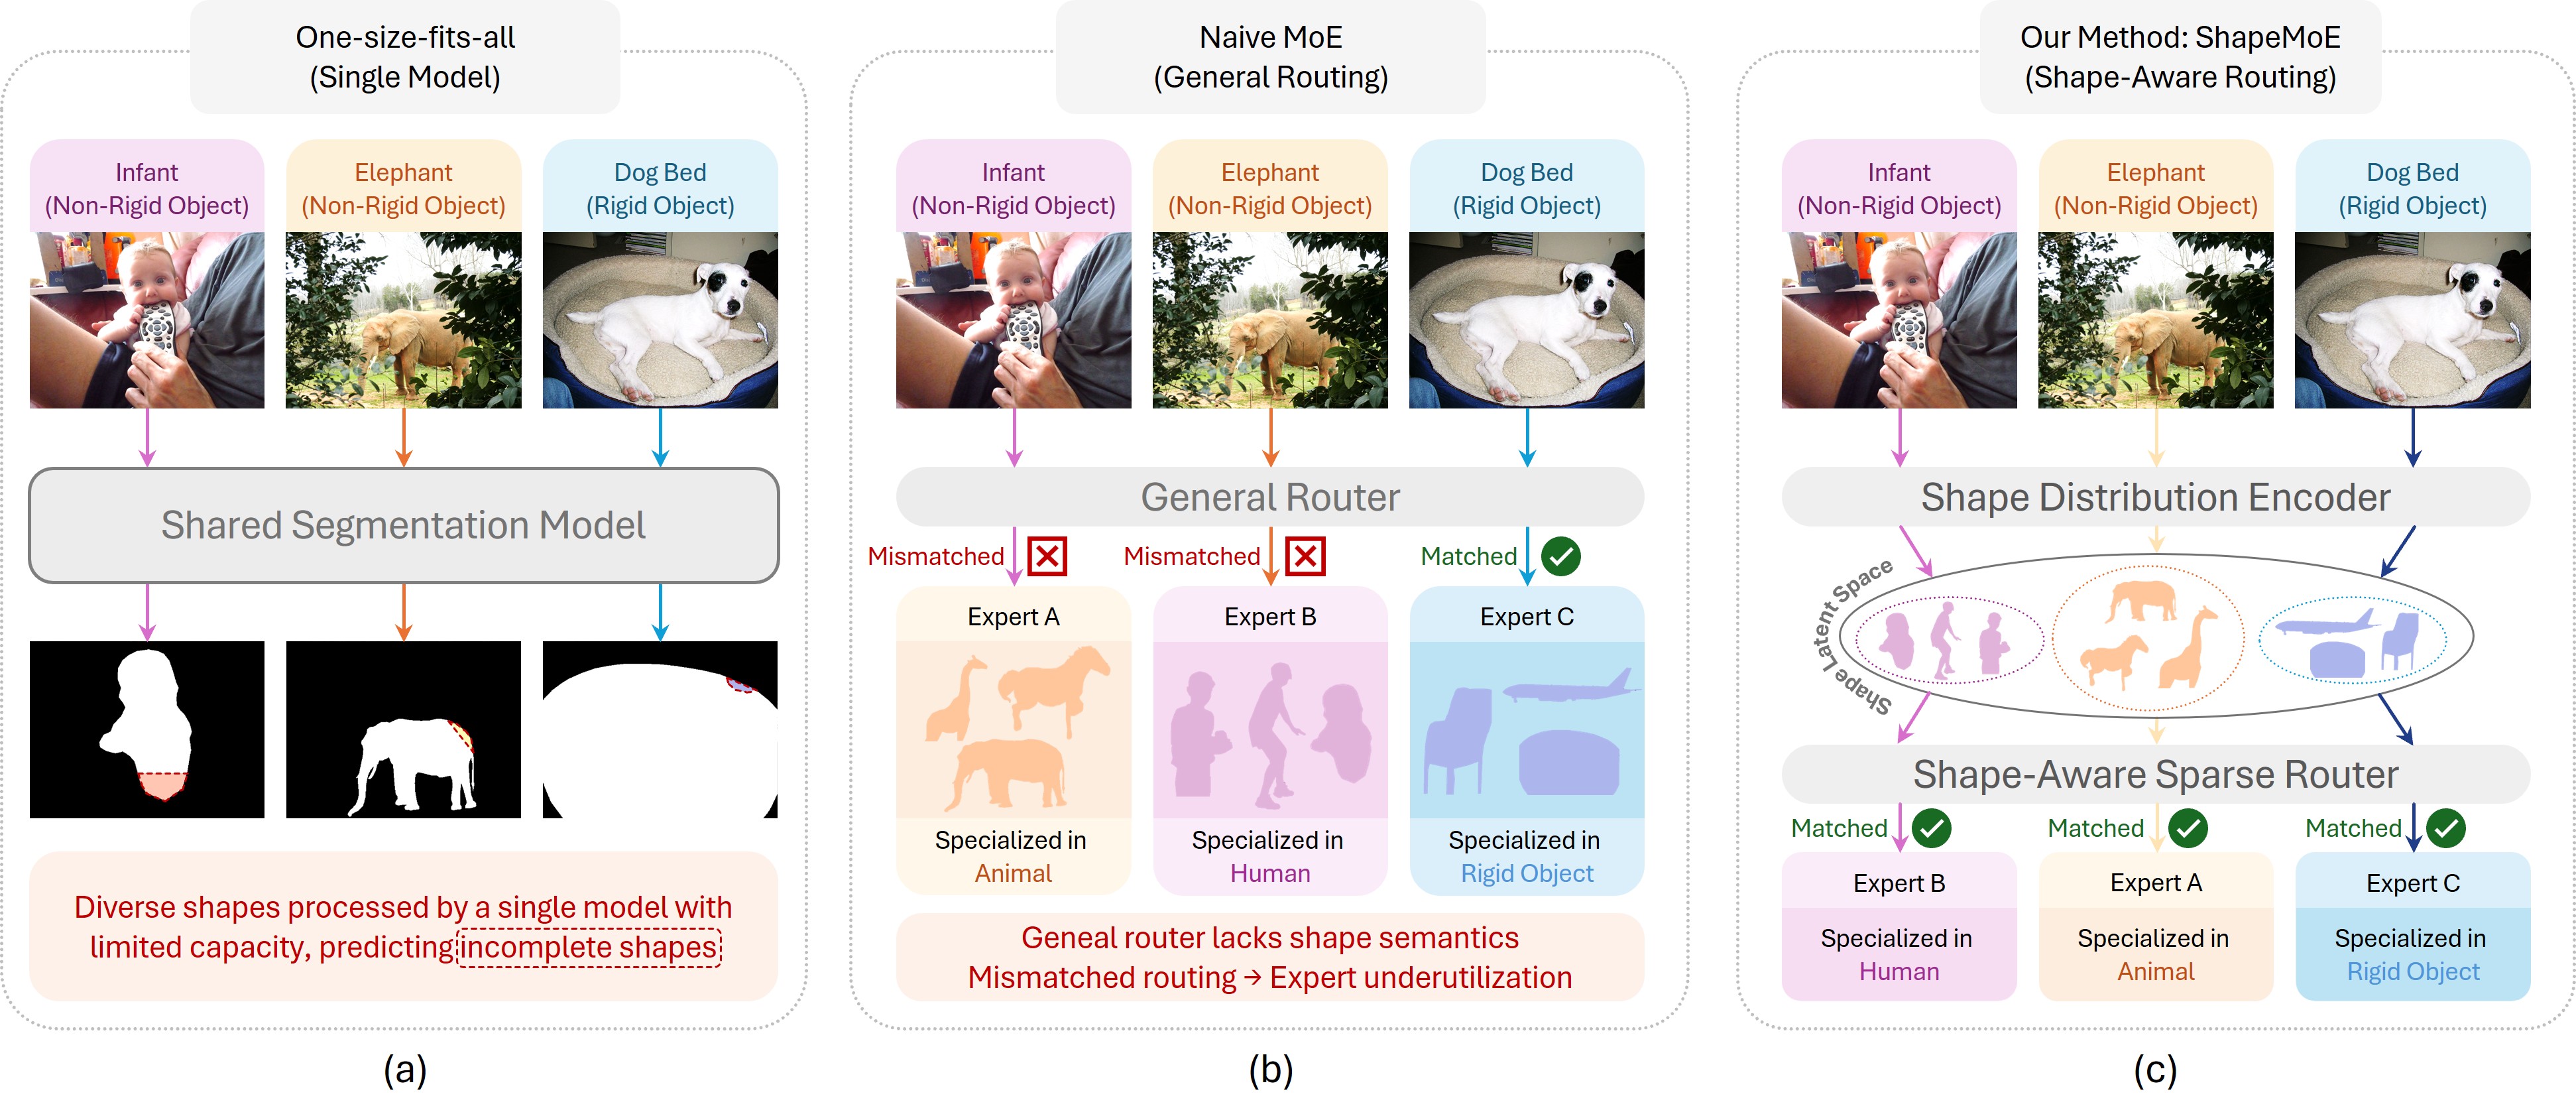 One-size-fits-all
(Single Model)
Infant
(Non-Rigid Object)
Elephant
(Non-Rigid Object)
Dog Bed
(Rigid Object)
Shared Segmentation Model
Diverse shapes processed by a single model with
limited capacity, predicting incomplete shapes
(a)
Naive MoE
(General Routing)
Infant
(Non-Rigid Object)
Elephant
(Non-Rigid Object)
Dog Bed
(Rigid Object)
General Router
Mismatched
Mismatched
Matched
Expert A
Specialized in
Animal
Expert B
Specialized in
Human
Expert C
Specialized in
Rigid Object
Geneal router lacks shape semantics
Mismatched routing → Expert underutilization
(b)
Our Method: ShapeMoE
(Shape-Aware Routing)
Infant
(Non-Rigid Object)
Elephant
(Non-Rigid Object)
Dog Bed
(Rigid Object)
Shape Distribution Encoder
Shape Latent Space
Shape-Aware Sparse Router
Matched
Matched
Matched
Expert B
Specialized in
Human
Expert A
Specialized in
Animal
Expert C
Specialized in
Rigid Object
(c)